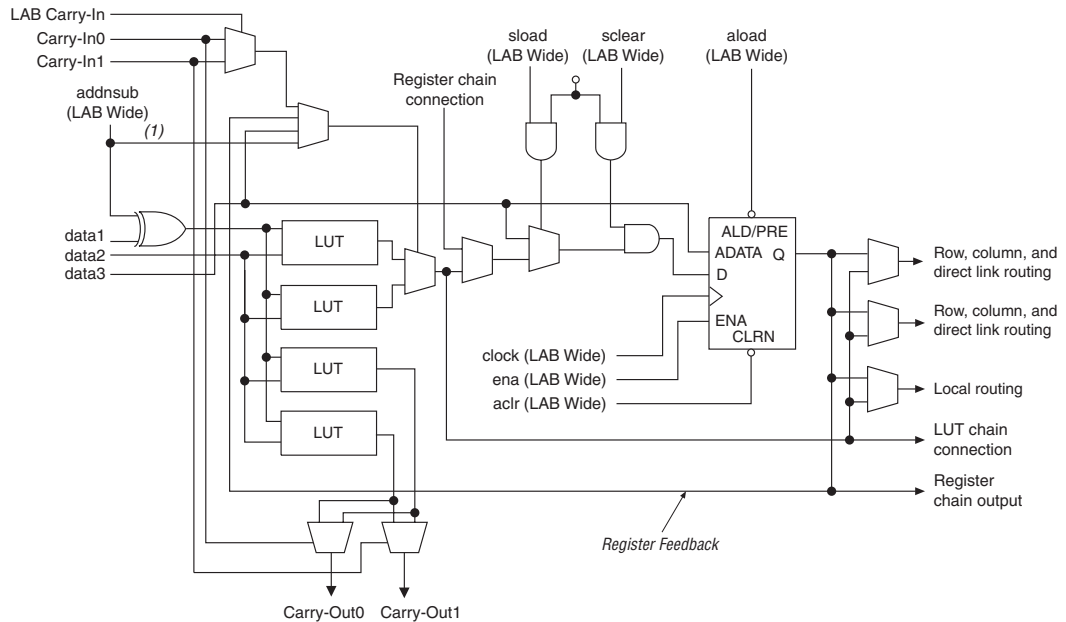 LAB Carry-In
Carry-In0
Carry-In1
addnsub
(LAB Wide)
(1)
data1
data2
data3
LUT
LUT
LUT
LUT
Register chain
connection
sload
(LAB Wide)
sclear
(LAB Wide)
aload
(LAB Wide)
ALD/PRE
ADATA Q
D
ENA
CLRN
clock (LAB Wide)
ena (LAB Wide)
aclr (LAB Wide)
Row, column, and
direct link routing
Row, column, and
direct link routing
Local routing
LUT chain
connection
Register
chain output
Register Feedback
Carry-Out0
Carry-Out1